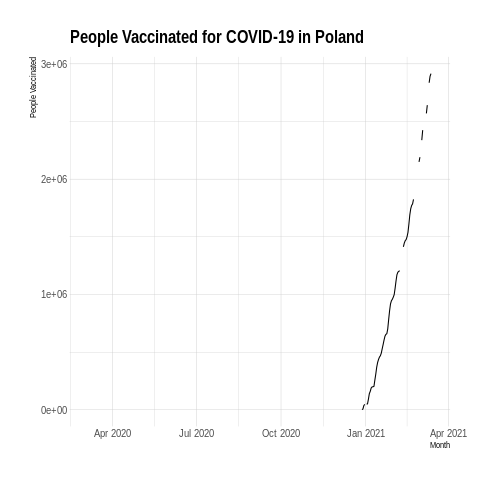 People Vaccinated for COVID-19 in Poland
People Vaccinated
3e+06
2e+06
1e+06
0e+00
Apr 2020 Jul 2020 Oct 2020 Jan 2021 Apr 2021
Month